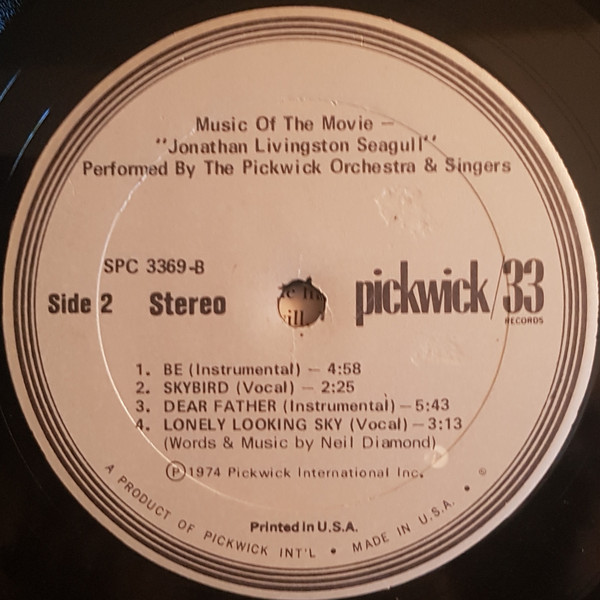 Music Of The Movie —
"Jonathan Livingston Seagull"
Performed By The Pickwick Orchestra & Singers
SPC 3369-B
Side 2 Stereo
pickwick/33
RECORDS
1. BE (Instrumental) — 4:58
2. SKYBIRD (Vocal) — 2:25
3. DEAR FATHER (Instrumental) — 5:43
4. LONELY LOOKING SKY (Vocal) — 3:13
(Words & Music by Neil Diamond)
℗ 1974 Pickwick International Inc.
Printed in U.S.A.
A PRODUCT OF PICKWICK INT'L • MADE IN U.S.A. • ©